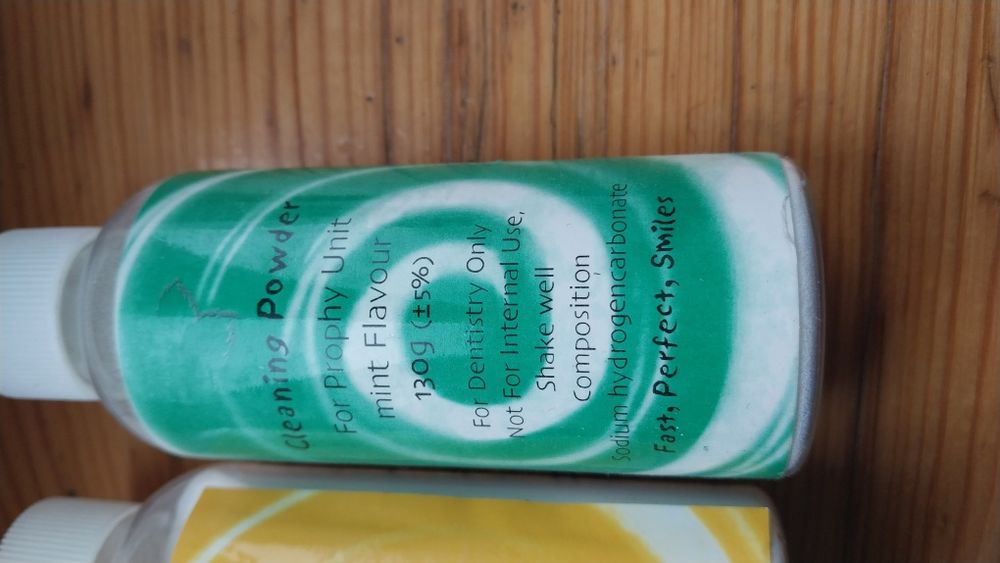 Cleaning Powder
For Prophy Unit
mint Flavour
130g (±5%)
For Dentistry Only
Not For Internal Use,
Shake well
Composition
Sodium hydrogencarbonate
Fast, Perfect, Smiles